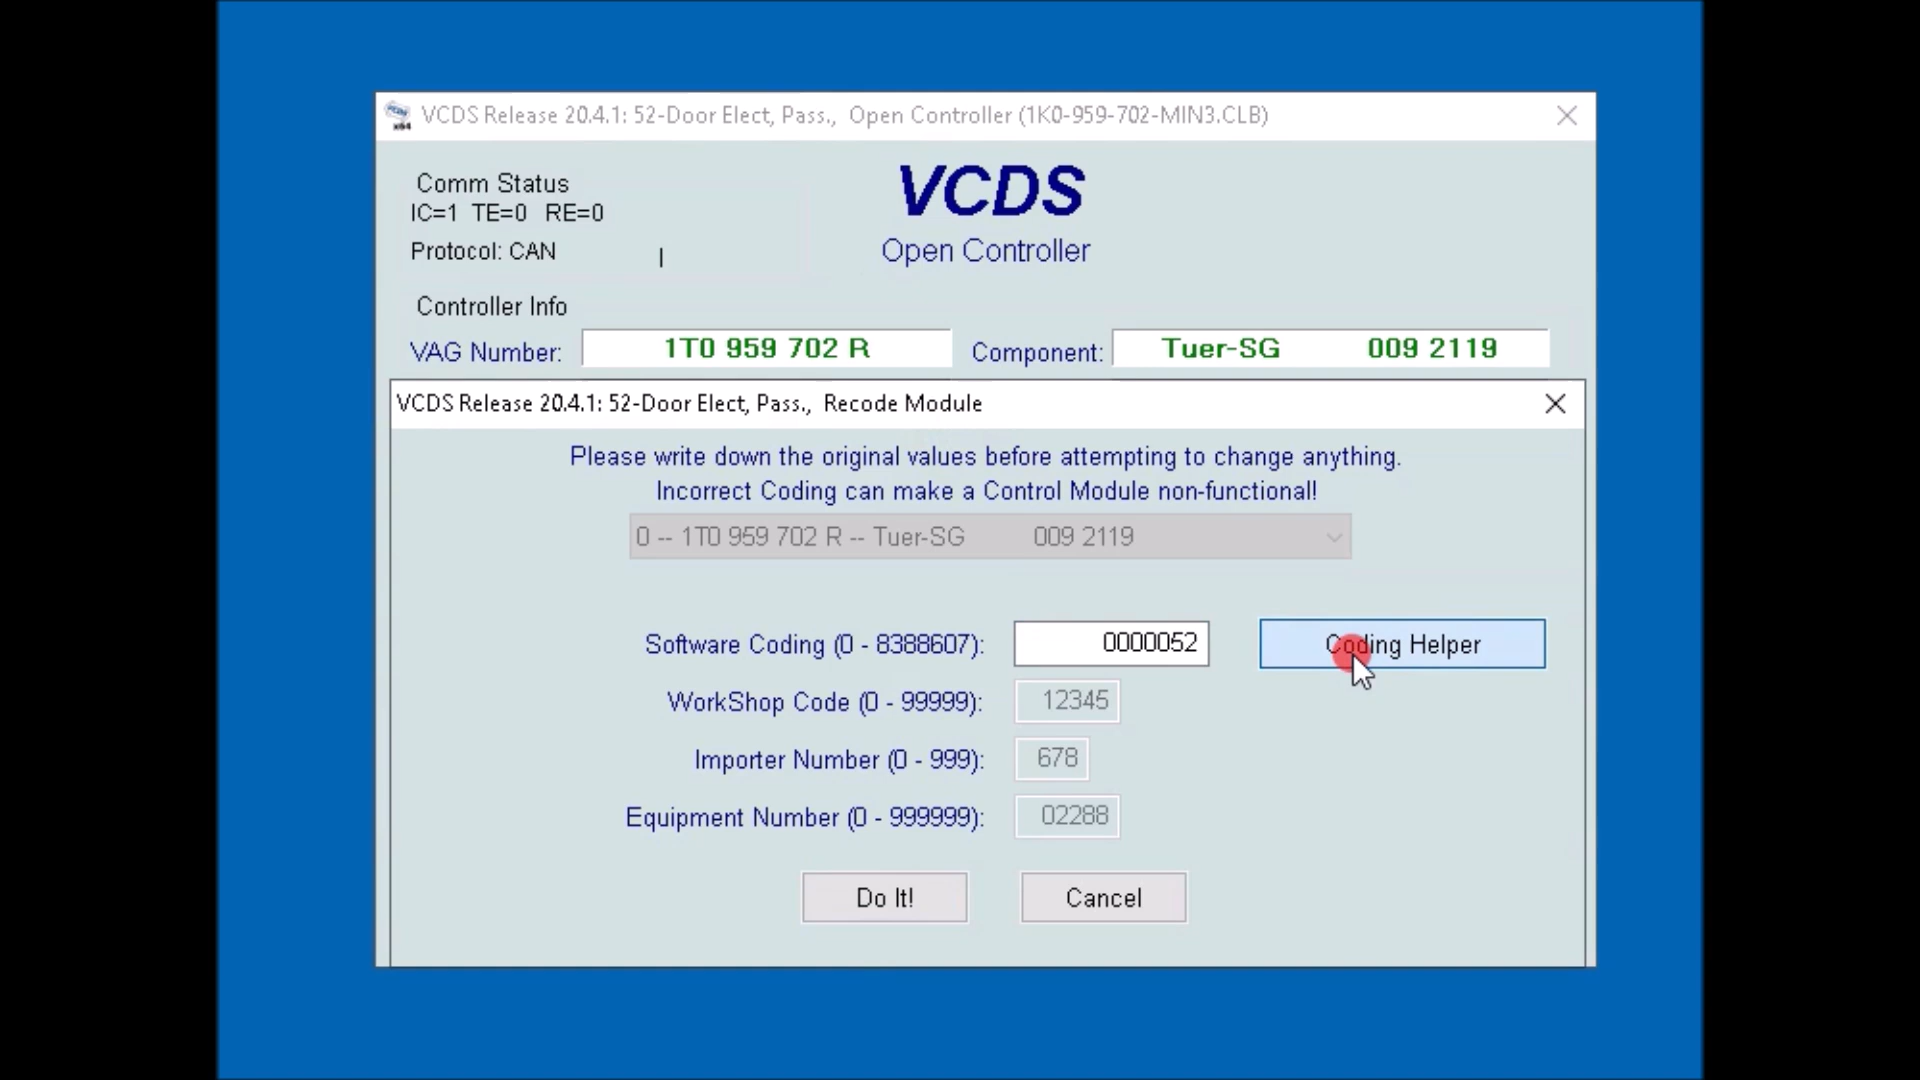 VCDS x64 VCDS Release 20.4.1: 52-Door Elect, Pass., Open Controller (1K0-959-702-MIN3.CLB)
Comm Status
IC=1 TE=0 RE=0
Protocol: CAN
VCDS
Open Controller
Controller Info
VAG Number: 1T0 959 702 R Component: Tuer-SG 009 2119
VCDS Release 20.4.1: 52-Door Elect, Pass., Recode Module
Please write down the original values before attempting to change anything.
Incorrect Coding can make a Control Module non-functional!
0 -- 1T0 959 702 R -- Tuer-SG 009 2119
Software Coding (0 - 8388607): 0000052 Coding Helper
WorkShop Code (0 - 99999): 12345
Importer Number (0 - 999): 678
Equipment Number (0 - 999999): 02288
Do It! Cancel